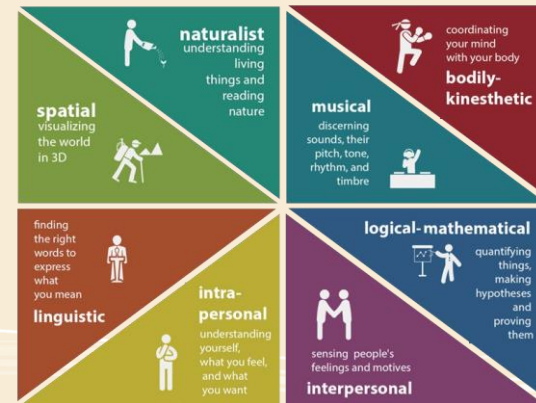 naturalist
understanding
living
things and
reading
nature
spatial
visualizing
the world
in 3D
coordinating
your mind
with your body
bodily-
kinesthetic
musical
discerning
sounds, their
pitch, tone,
rhythm, and
timbre
finding
the right
words to
express
what
you mean
linguistic
intra-
personal
understanding
yourself,
what you feel,
and what
you want
logical-mathematical
quantifying
things,
making
hypotheses
and
proving
them
sensing people's
feelings and motives
interpersonal